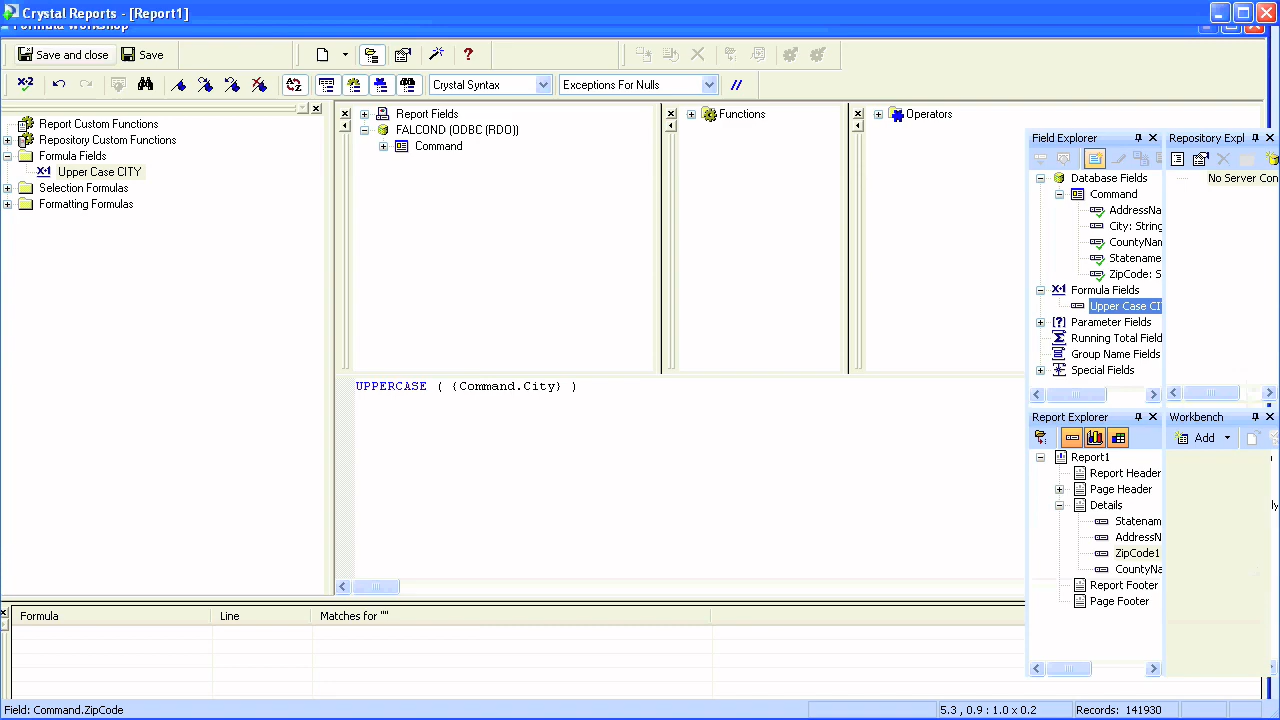 Crystal Reports - [Report1]
Formula Workshop
Save and close
Save
Crystal Syntax
Exceptions For Nulls
//
Report Custom Functions
Repository Custom Functions
Formula Fields
Upper Case CITY
Selection Formulas
Formatting Formulas
Report Fields
FALCOND (ODBC (RDO))
Command
Functions
Operators
UPPERCASE ( {Command.City} )
Field Explorer
Database Fields
Command
AddressNa
City: String
CountyNam
Statename
ZipCode: S
Formula Fields
Upper Case CI
Parameter Fields
Running Total Field
Group Name Fields
Special Fields
Repository Expl
No Server Con
Report Explorer
Report1
Report Header
Page Header
Details
Statenam
AddressN
ZipCode1
CountyNa
Report Footer
Page Footer
Workbench
Add
Formula
Line
Matches for ""
Field: Command.ZipCode
5.3 , 0.9 : 1.0 x 0.2
Records: 141930